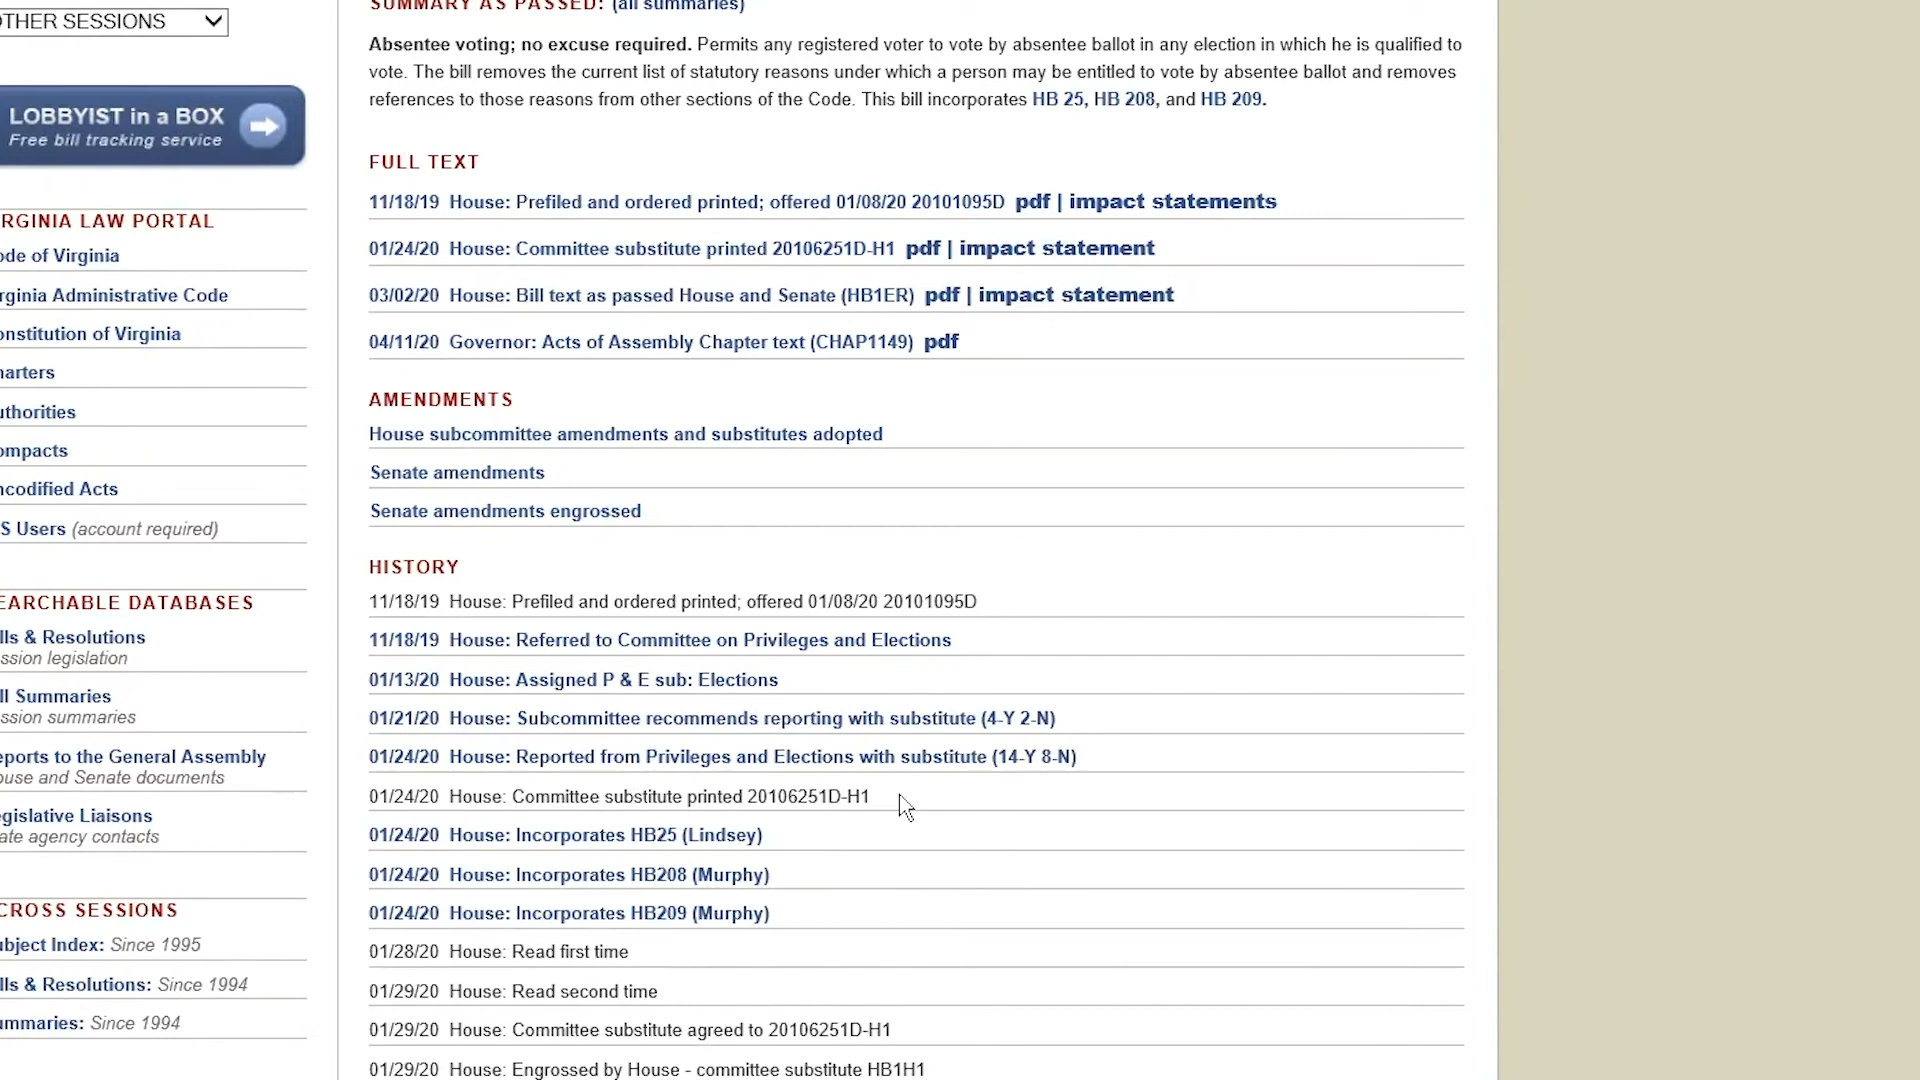 OTHER SESSIONS
LOBBYIST in a BOX
Free bill tracking service
RGINIA LAW PORTAL
ode of Virginia
rginia Administrative Code
onstitution of Virginia
harters
uthorities
ompacts
ncodified Acts
S Users (account required)
EARCHABLE DATABASES
lls & Resolutions
ssion legislation
ll Summaries
ssion summaries
eports to the General Assembly
ouse and Senate documents
egislative Liaisons
ate agency contacts
CROSS SESSIONS
ubject Index: Since 1995
lls & Resolutions: Since 1994
ummaries: Since 1994
SUMMARY AS PASSED: (all summaries)
Absentee voting; no excuse required. Permits any registered voter to vote by absentee ballot in any election in which he is qualified to
vote. The bill removes the current list of statutory reasons under which a person may be entitled to vote by absentee ballot and removes
references to those reasons from other sections of the Code. This bill incorporates HB 25, HB 208, and HB 209.
FULL TEXT
11/18/19 House: Prefiled and ordered printed; offered 01/08/20 20101095D pdf | impact statements
01/24/20 House: Committee substitute printed 20106251D-H1 pdf | impact statement
03/02/20 House: Bill text as passed House and Senate (HB1ER) pdf | impact statement
04/11/20 Governor: Acts of Assembly Chapter text (CHAP1149) pdf
AMENDMENTS
House subcommittee amendments and substitutes adopted
Senate amendments
Senate amendments engrossed
HISTORY
11/18/19 House: Prefiled and ordered printed; offered 01/08/20 20101095D
11/18/19 House: Referred to Committee on Privileges and Elections
01/13/20 House: Assigned P & E sub: Elections
01/21/20 House: Subcommittee recommends reporting with substitute (4-Y 2-N)
01/24/20 House: Reported from Privileges and Elections with substitute (14-Y 8-N)
01/24/20 House: Committee substitute printed 20106251D-H1
01/24/20 House: Incorporates HB25 (Lindsey)
01/24/20 House: Incorporates HB208 (Murphy)
01/24/20 House: Incorporates HB209 (Murphy)
01/28/20 House: Read first time
01/29/20 House: Read second time
01/29/20 House: Committee substitute agreed to 20106251D-H1
01/29/20 House: Engrossed by House - committee substitute HB1H1